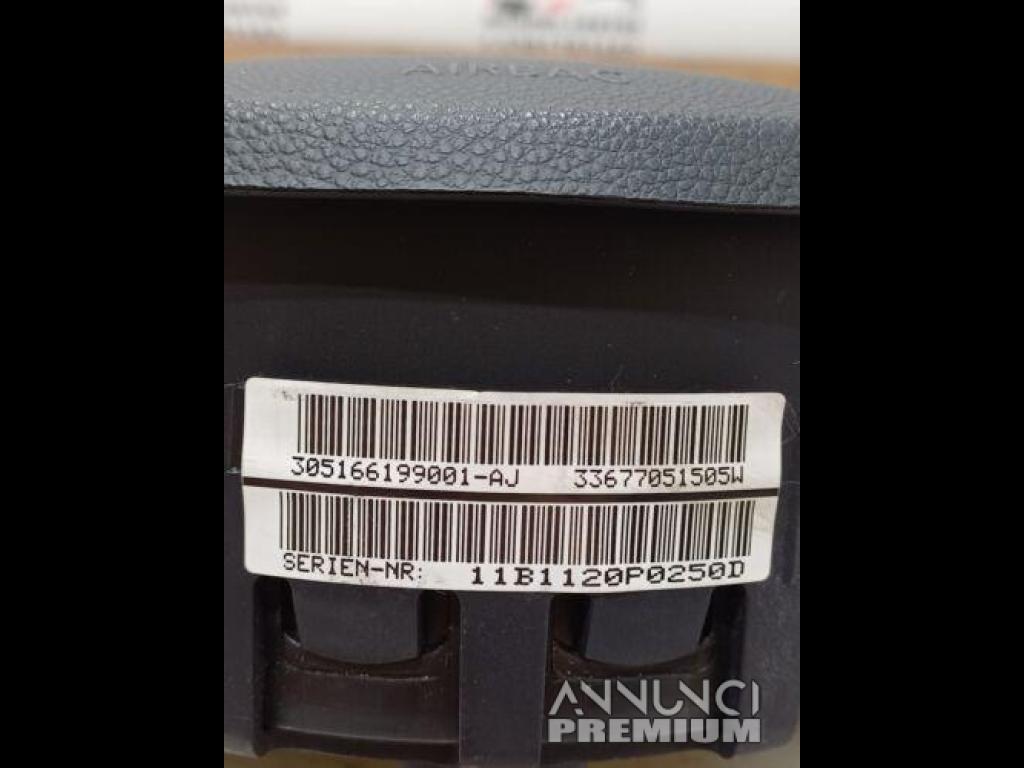 AIRBAG
305166199001-AJ 33677051505W
SERIEN-NR: 11B1120P0250D
ANNUNCI
PREMIUM